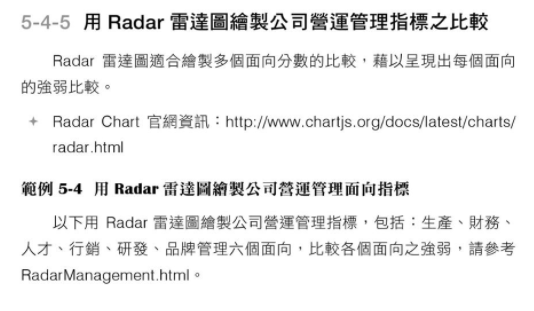 5-4-5 用 Radar 雷達圖繪製公司營運管理指標之比較
Radar 雷達圖適合繪製多個面向分數的比較，藉以呈現出每個面向
的強弱比較。
+ Radar Chart 官網資訊：http://www.chartjs.org/docs/latest/charts/
radar.html
範例 5-4 用 Radar 雷達圖繪製公司營運管理面向指標
以下用 Radar 雷達圖繪製公司營運管理指標，包括：生產、財務、
人才、行銷、研發、品牌管理六個面向，比較各個面向之強弱，請參考
RadarManagement.html。